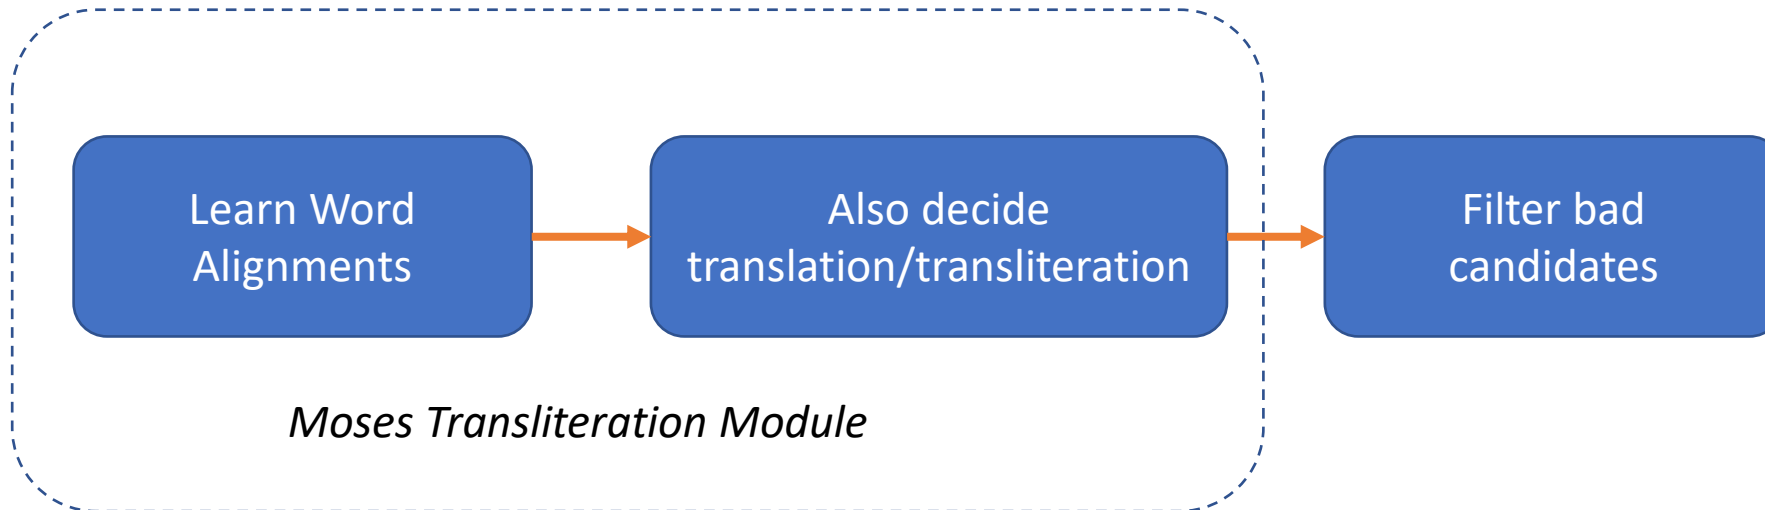 Learn Word
Alignments
Also decide
translation/transliteration
Filter bad
candidates
Moses Transliteration Module